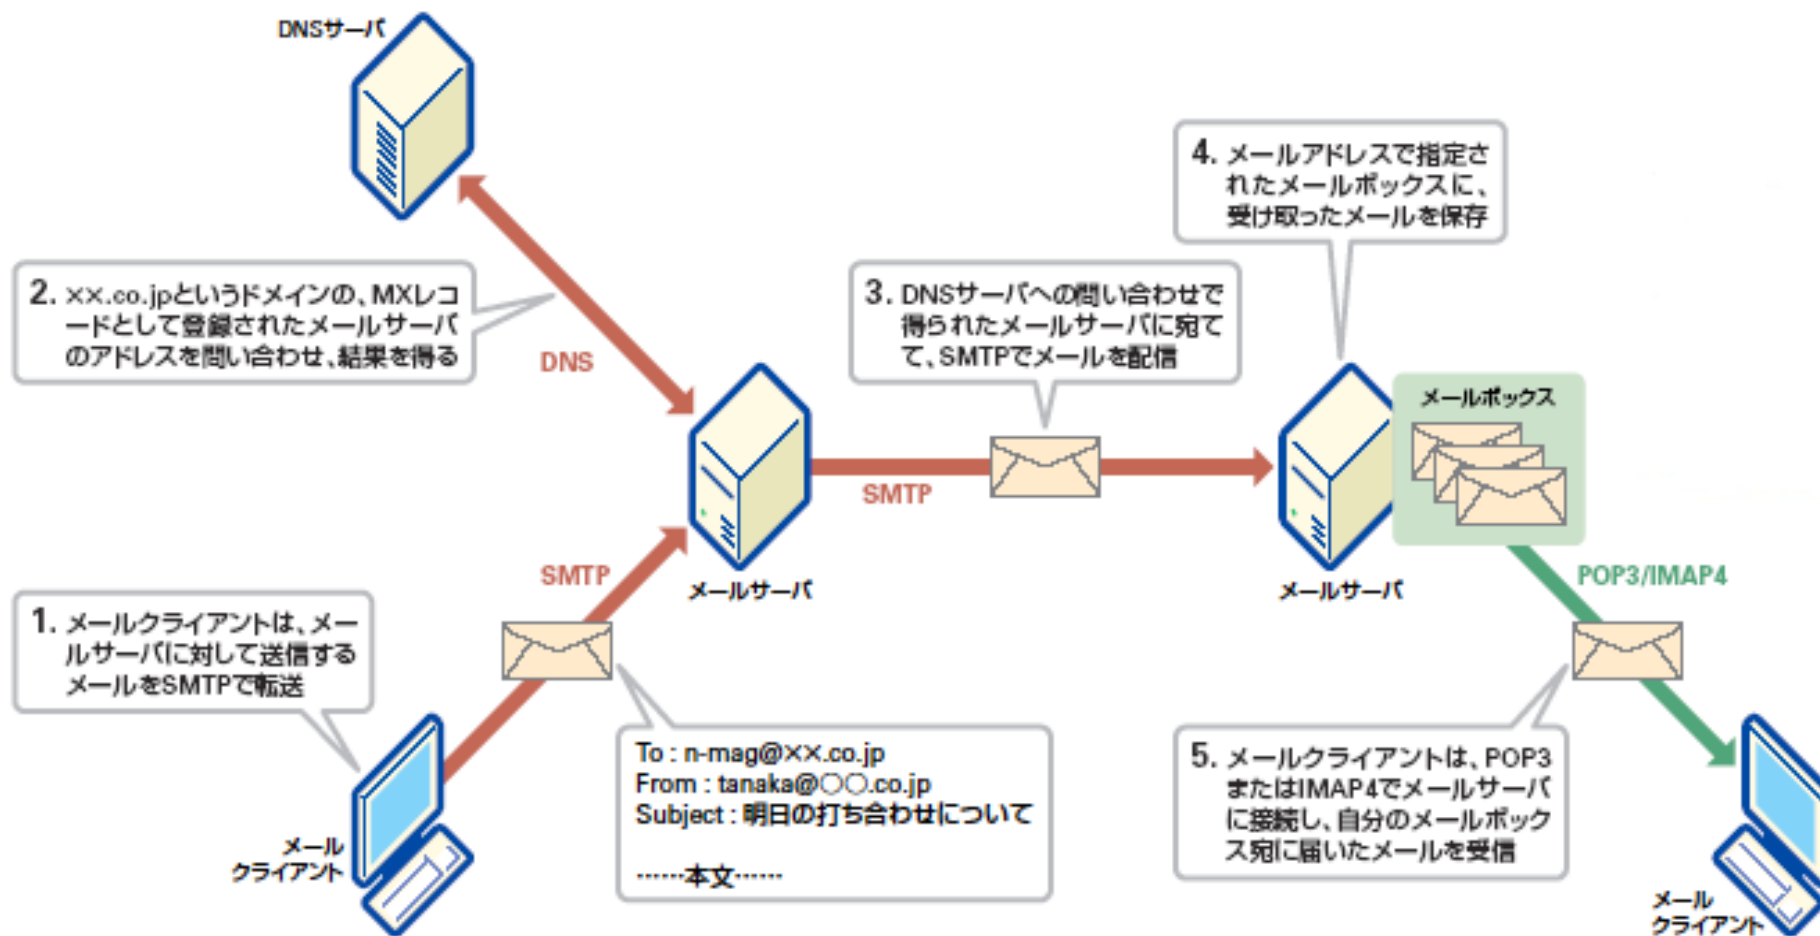 DNSサーバ
4. メールアドレスで指定さ
れたメールボックスに、
受け取ったメールを保存
2. ××.co.jpというドメインの、MXレコ
ードとして登録されたメールサーバ
のアドレスを問い合わせ、結果を得る
DNS
3. DNSサーバへの問い合わせで
得られたメールサーバに宛て
て、SMTPでメールを配信
メールボックス
SMTP
メールサーバ
メールサーバ
SMTP
POP3/IMAP4
1. メールクライアントは、メー
ルサーバに対して送信する
メールをSMTPで転送
To : n-mag@××.co.jp
From : tanaka@○○.co.jp
Subject : 明日の打ち合わせについて
……本文……
5. メールクライアントは、POP3
またはIMAP4でメールサーバ
に接続し、自分のメールボック
ス宛に届いたメールを受信
メール
クライアント
メール
クライアント